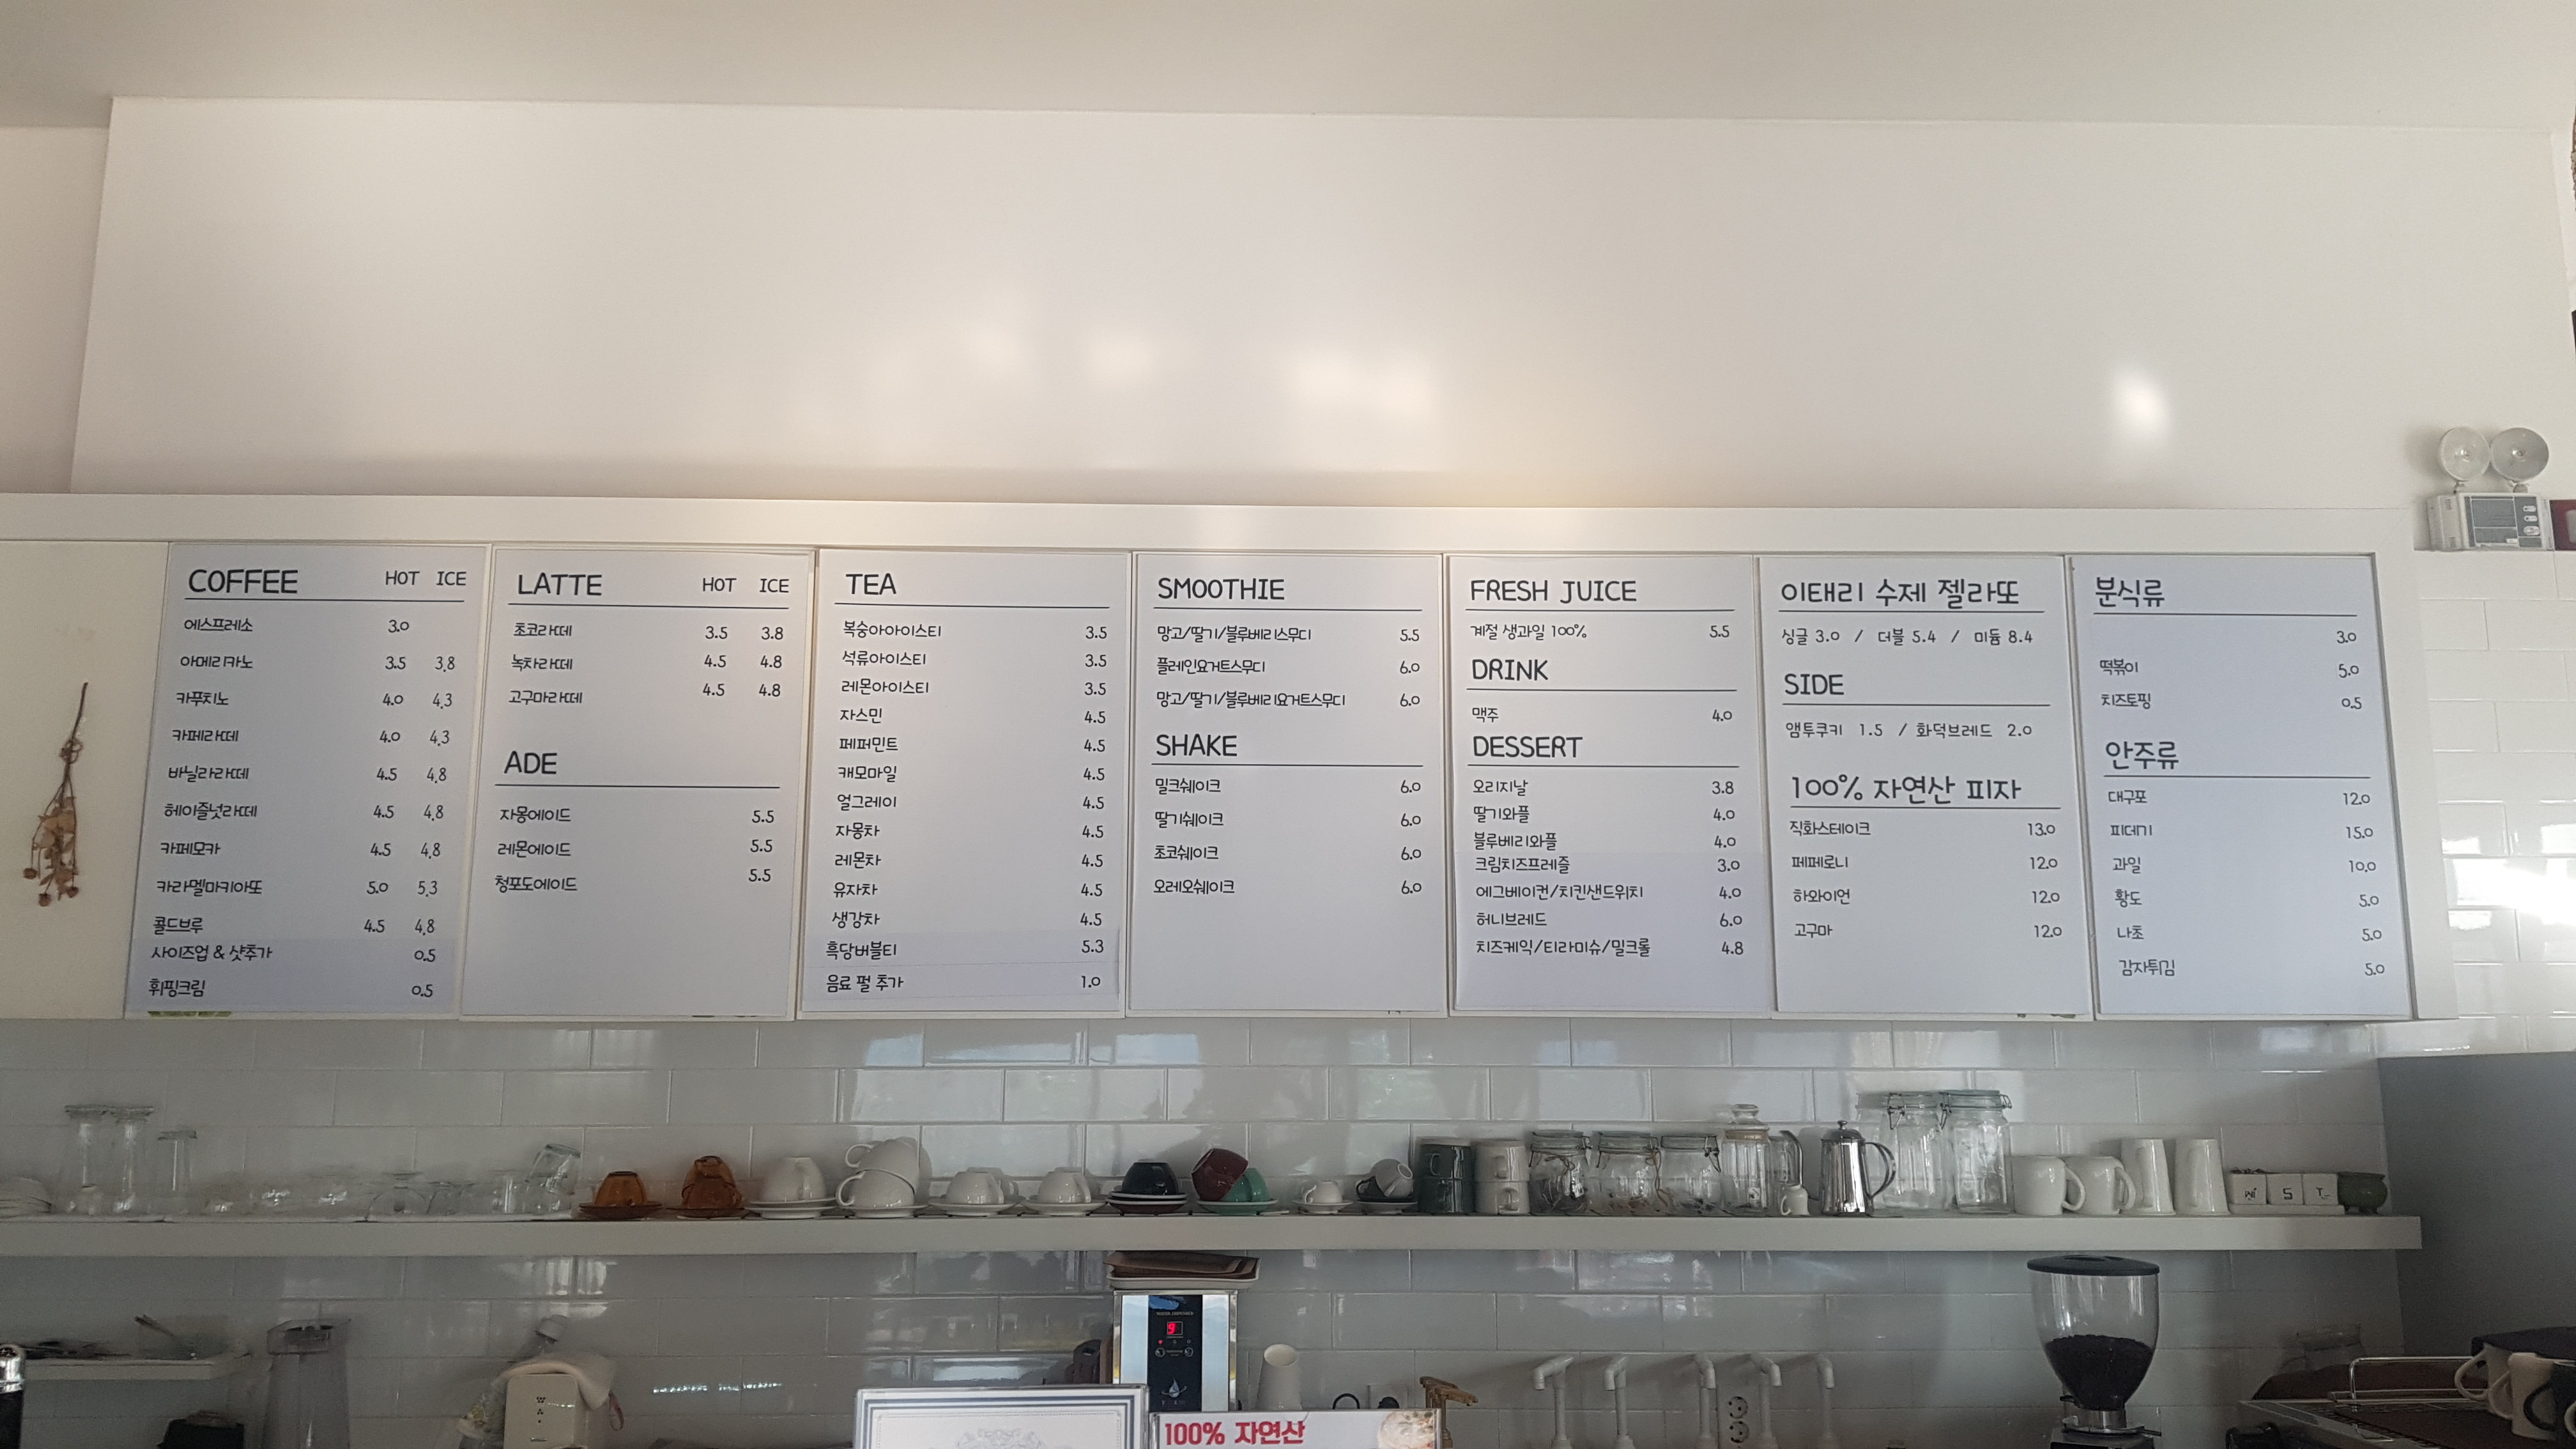 COFFEE HOT ICE
에스프레소 3.0
아메리카노 3.5 3.8
카푸치노 4.0 4.3
카페라떼 4.0 4.3
바닐라라떼 4.5 4.8
헤이즐넛라떼 4.5 4.8
카페모카 4.5 4.8
카라멜마키아또 5.0 5.3
콜드브루 4.5 4.8
사이즈업 & 샷추가 0.5
휘핑크림 0.5
LATTE HOT ICE
초코라떼 3.5 3.8
녹차라떼 4.5 4.8
고구마라떼 4.5 4.8
ADE
자몽에이드 5.5
레몬에이드 5.5
청포도에이드 5.5
TEA
복숭아아이스티 3.5
석류아이스티 3.5
레몬아이스티 3.5
자스민 4.5
페퍼민트 4.5
캐모마일 4.5
얼그레이 4.5
자몽차 4.5
레몬차 4.5
유자차 4.5
생강차 4.5
흑당버블티 5.3
음료 펄 추가 1.0
SMOOTHIE
망고/딸기/블루베리스무디 5.5
플레인요거트스무디 6.0
망고/딸기/블루베리요거트스무디 6.0
SHAKE
밀크쉐이크 6.0
딸기쉐이크 6.0
초코쉐이크 6.0
오레오쉐이크 6.0
FRESH JUICE
계절 생과일 100% 5.5
DRINK
맥주 4.0
DESSERT
오리지날 3.8
딸기와플 4.0
블루베리와플 4.0
크림치즈프레즐 3.0
에그베이컨/치킨샌드위치 4.0
허니브레드 6.0
치즈케익/티라미슈/밀크롤 4.8
이태리 수제 젤라또
싱글 3.0 / 더블 5.4 / 미듐 8.4
SIDE
앰투쿠키 1.5 / 화덕브레드 2.0
100% 자연산 피자
직화스테이크 13.0
페페로니 12.0
하와이언 12.0
고구마 12.0
분식류
3.0
떡볶이 5.0
치즈토핑 0.5
안주류
대구포 12.0
피데기 15.0
과일 10.0
황도 5.0
나초 5.0
감자튀김 5.0
S T
9
100% 자연산